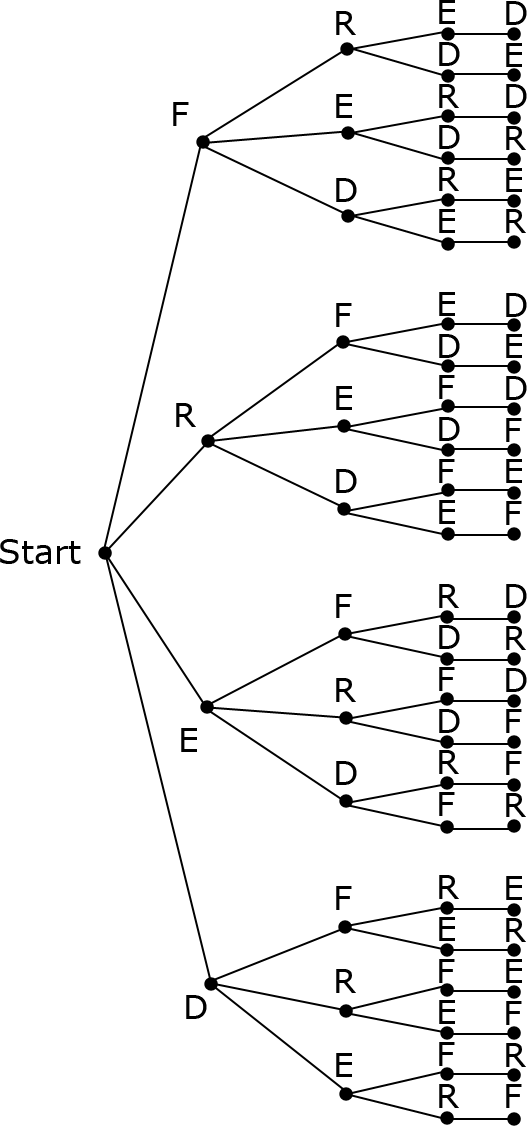 R E D
D E
F E R D
D R
D R E
E R
F E D
D E
R E F D
D F
D F E
E F
Start
F R D
D R
R F D
E D F
D R F
F R
F R E
E R
D R F E
E F
E F R
R F